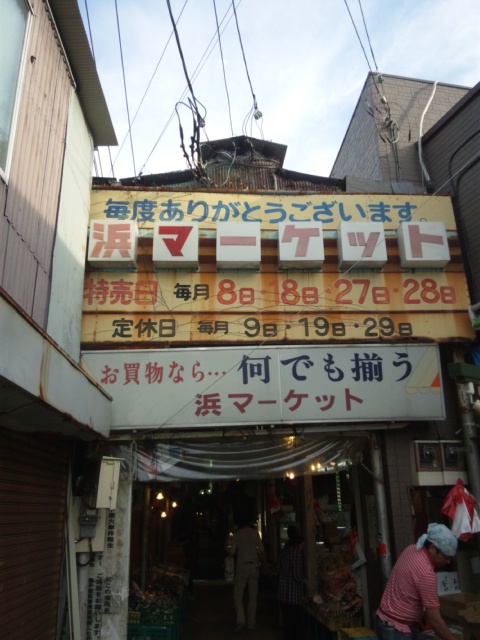 毎度ありがとうございます。
浜マーケット
特売日 毎月 8日・18日・27日・28日
定休日 毎月 9日・19日・29日
お買物なら… 何でも揃う
浜マーケット